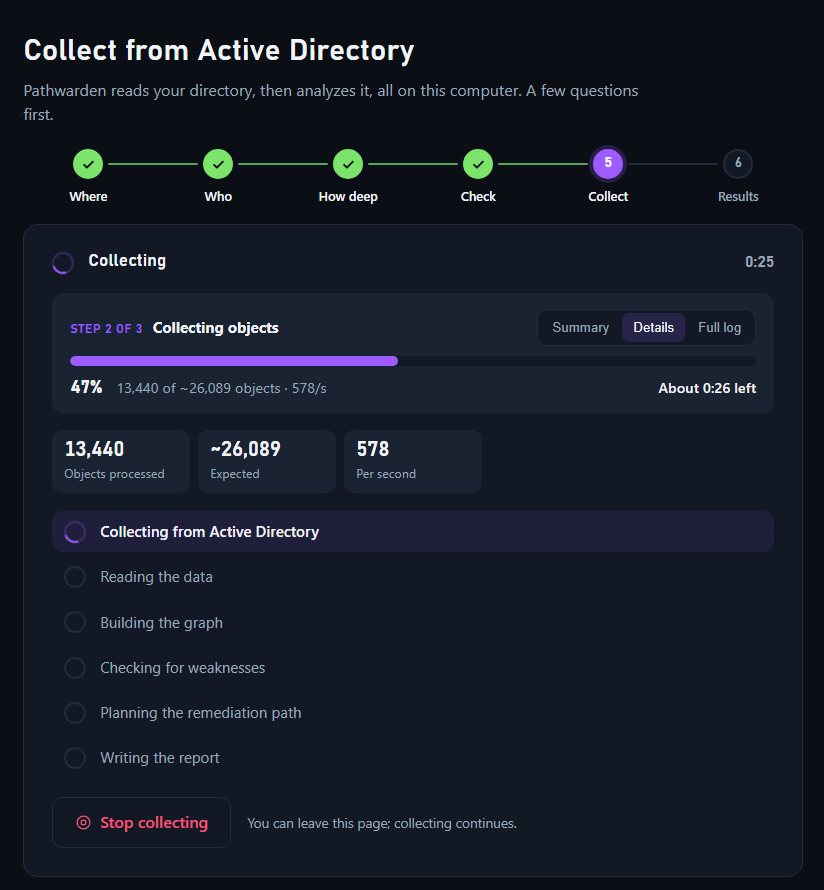 Collect from Active Directory
Pathwarden reads your directory, then analyzes it, all on this computer. A few questions
first.
5
6
Where
Who
How deep
Check
Collect
Results
Collecting
0:25
STEP 2 OF 3 Collecting objects
Summary
Details
Full log
47% 13,440 of ~26,089 objects · 578/s
About 0:26 left
13,440
Objects processed
~26,089
Expected
578
Per second
Collecting from Active Directory
Reading the data
Building the graph
Checking for weaknesses
Planning the remediation path
Writing the report
Stop collecting
You can leave this page; collecting continues.